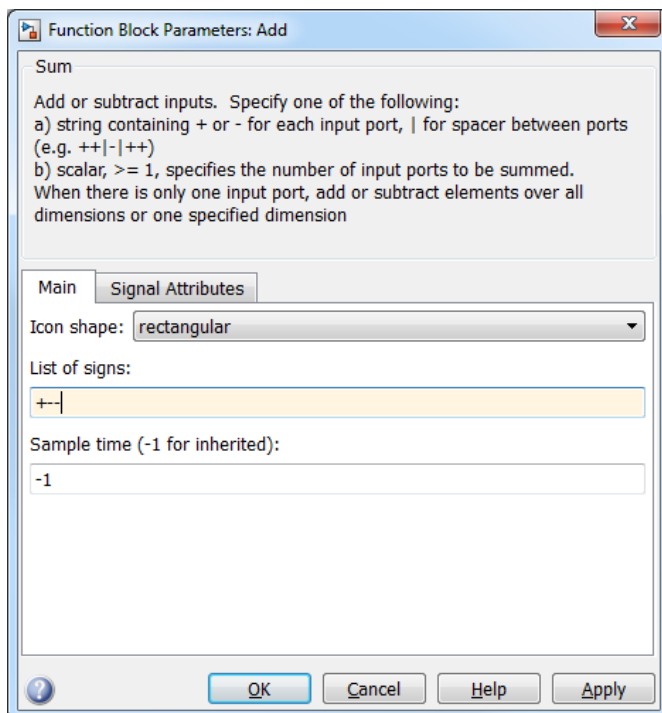 Function Block Parameters: Add
Sum
Add or subtract inputs.  Specify one of the following:
a) string containing + or - for each input port, | for spacer between ports
(e.g. ++|-|++)
b) scalar, >= 1, specifies the number of input ports to be summed.
When there is only one input port, add or subtract elements over all
dimensions or one specified dimension
Main Signal Attributes
Icon shape: rectangular
List of signs:
+--
Sample time (-1 for inherited):
-1
OK Cancel Help Apply